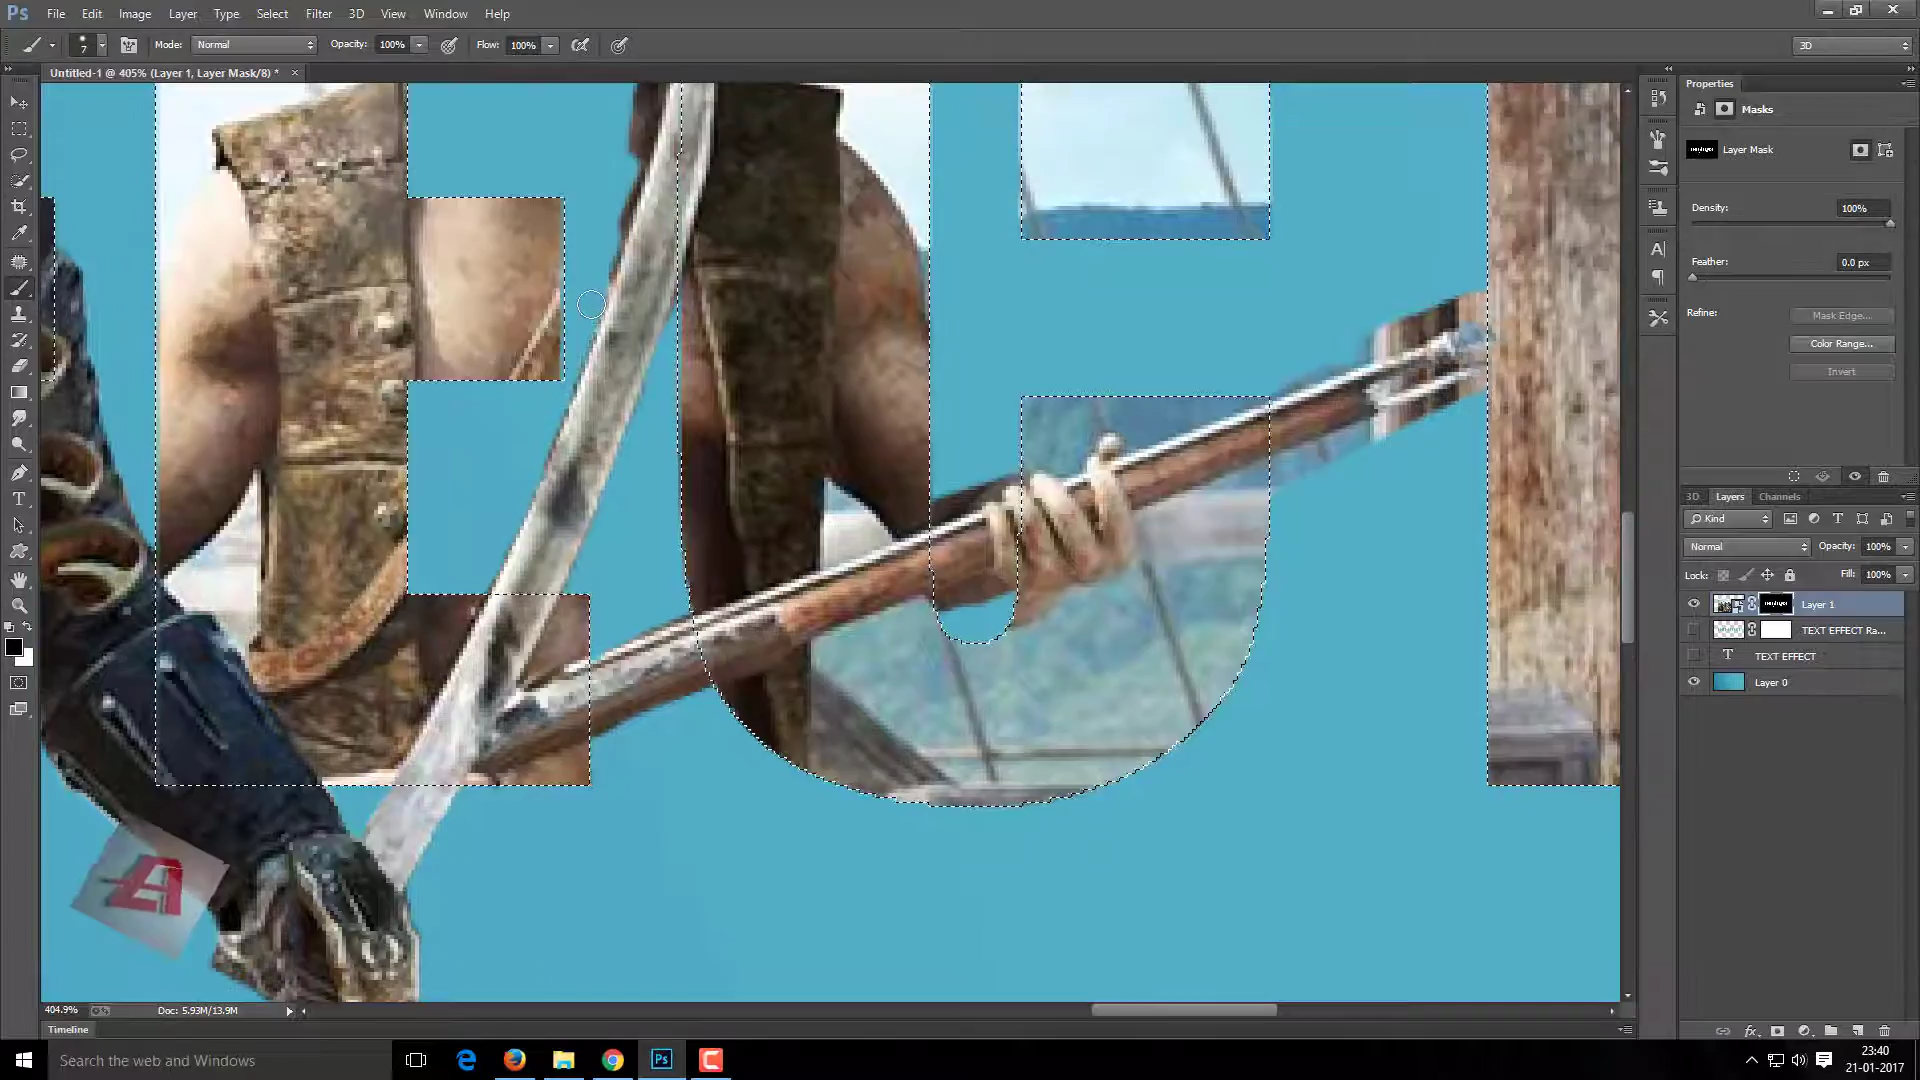 Ps File Edit Image Layer Type Select Filter 3D View Window Help
7 Mode: Normal Opacity: 100% Flow: 100% 3D
Untitled-1 @ 405% (Layer 1, Layer Mask/8) * ×
Properties
Masks
Layer Mask
Density: 100%
Feather: 0.0 px
Refine: Mask Edge...
Color Range...
Invert
3D Layers Channels
Kind
Normal Opacity: 100%
Lock: Fill: 100%
Layer 1
TEXT EFFECT Ra...
TEXT EFFECT
Layer 0
A
404.9% Doc: 5.93M/13.9M
Timeline
Search the web and Windows
23:40
21-01-2017